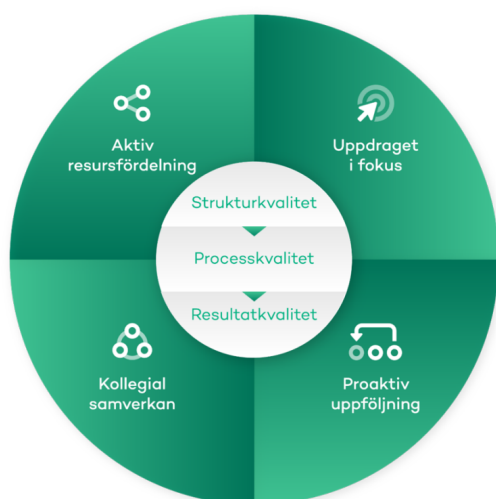 Aktiv
resursfördelning
Uppdraget
i fokus
Strukturkvalitet
Processkvalitet
Resultatkvalitet
Kollegial
samverkan
Proaktiv
uppföljning